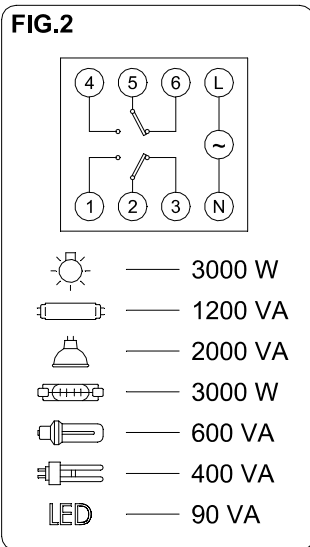 FIG.2
4 5 6 L
~
1 2 3 N
3000 W
1200 VA
2000 VA
3000 W
600 VA
400 VA
LED 90 VA